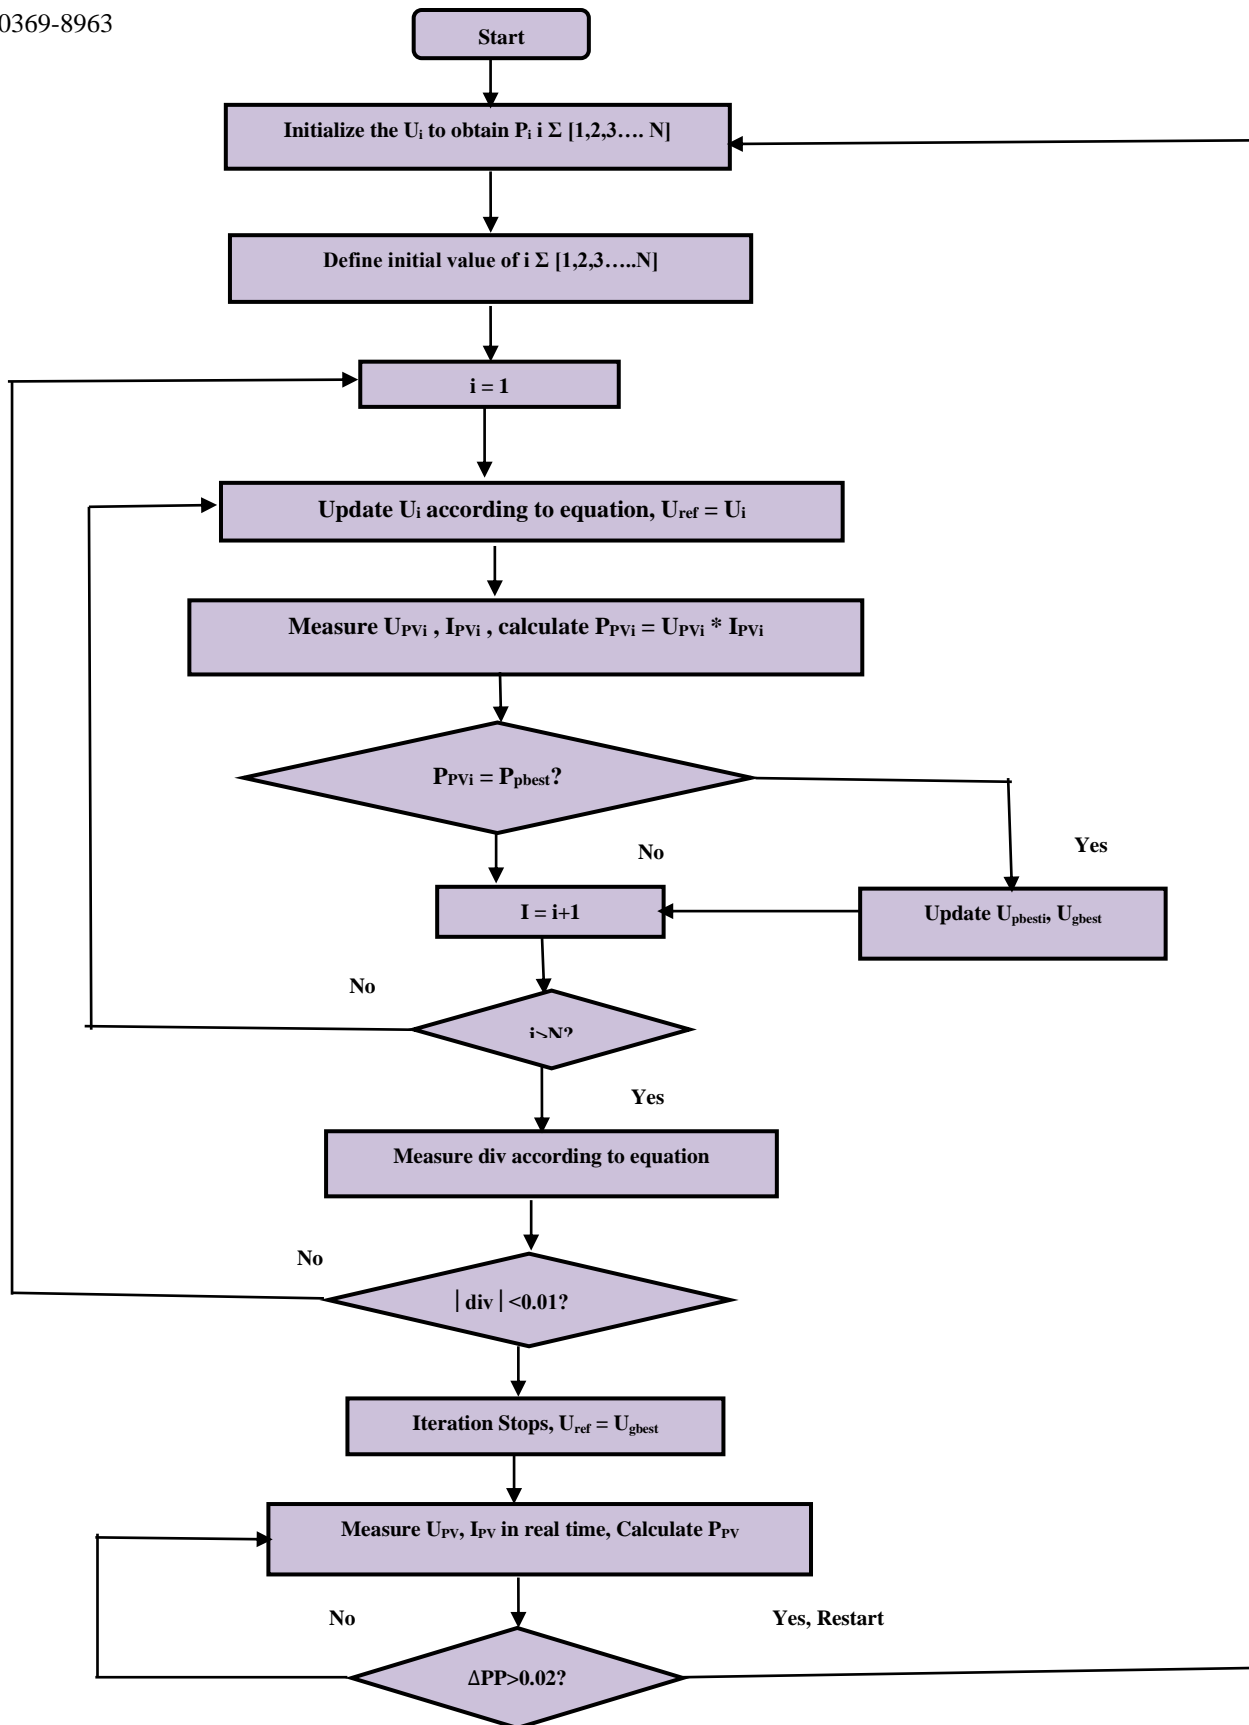 0369-8963
Start
Initialize the Ui to obtain Pi i Σ [1,2,3…. N]
Define initial value of i Σ [1,2,3…..N]
i = 1
Update Ui according to equation, Uref = Ui
Measure UPVi , IPVi , calculate PPVi = UPVi * IPVi
PPVi = Ppbest?
No
Yes
I = i+1
Update Upbesti, Ugbest
No
i>N?
Yes
Measure div according to equation
No
|div| <0.01?
Iteration Stops, Uref = Ugbest
Measure UPV, IPV in real time, Calculate PPV
No
Yes, Restart
ΔPP>0.02?